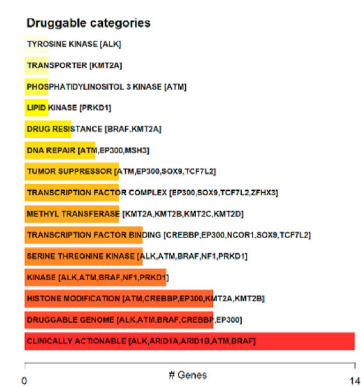 Druggable categories
TYROSINE KINASE [ALK]
TRANSPORTER [KMT2A]
PHOSPHATIDYLINOSITOL 3 KINASE [ATM]
LIPID KINASE [PRKD1]
DRUG RESISTANCE [BRAF,KMT2A]
DNA REPAIR [ATM,EP300,MSH3]
TUMOR SUPPRESSOR [ATM,EP300,SOX9,TCF7L2]
TRANSCRIPTION FACTOR COMPLEX [EP300,SOX9,TCF7L2,ZFHX3]
METHYL TRANSFERASE [KMT2A,KMT2B,KMT2C,KMT2D]
TRANSCRIPTION FACTOR BINDING [CREBBP,EP300,NCOR1,SOX9,TCF7L2]
SERINE THREONINE KINASE [ALK,ATM,BRAF,NF1,PRKD1]
KINASE [ALK,ATM,BRAF,NF1,PRKD1]
HISTONE MODIFICATION [ATM,CREBBP,EP300,KMT2A,KMT2B]
DRUGGABLE GENOME [ALK,ATM,BRAF,CREBBP,EP300]
CLINICALLY ACTIONABLE [ALK,ARID1A,ARID1B,ATM,BRAF]
0 14
# Genes